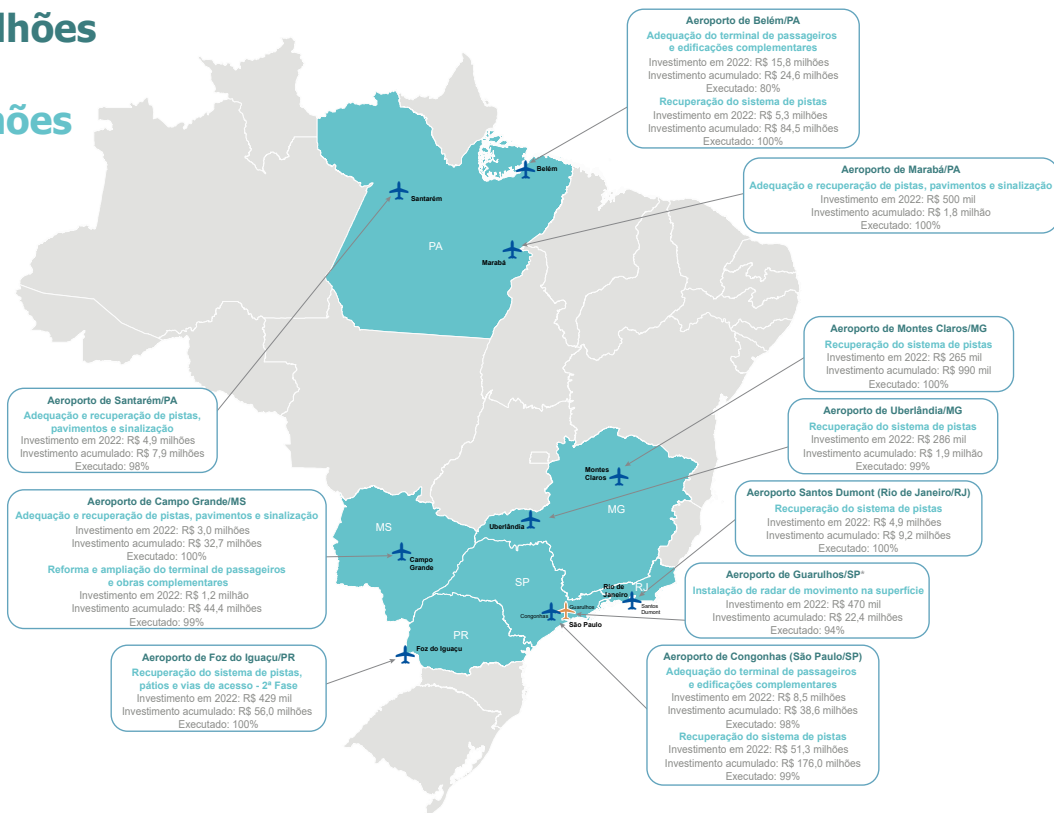 lhões
ões
Aeroporto de Belém/PA
Adequação do terminal de passageiros
e edificações complementares
Investimento em 2022: R$ 15,8 milhões
Investimento acumulado: R$ 24,6 milhões
Executado: 80%
Recuperação do sistema de pistas
Investimento em 2022: R$ 5,3 milhões
Investimento acumulado: R$ 84,5 milhões
Executado: 100%
Aeroporto de Marabá/PA
Adequação e recuperação de pistas, pavimentos e sinalização
Investimento em 2022: R$ 500 mil
Investimento acumulado: R$ 1,8 milhão
Executado: 100%
Belém
Santarém
PA
Marabá
Aeroporto de Montes Claros/MG
Recuperação do sistema de pistas
Investimento em 2022: R$ 265 mil
Investimento acumulado: R$ 990 mil
Executado: 100%
Aeroporto de Santarém/PA
Adequação e recuperação de pistas,
pavimentos e sinalização
Investimento em 2022: R$ 4,9 milhões
Investimento acumulado: R$ 7,9 milhões
Executado: 98%
Aeroporto de Uberlândia/MG
Recuperação do sistema de pistas
Investimento em 2022: R$ 286 mil
Investimento acumulado: R$ 1,9 milhão
Executado: 99%
Montes
Claros
MG
Uberlândia
Aeroporto de Campo Grande/MS
Adequação e recuperação de pistas, pavimentos e sinalização
Investimento em 2022: R$ 3,0 milhões
Investimento acumulado: R$ 32,7 milhões
Executado: 100%
Reforma e ampliação do terminal de passageiros
e obras complementares
Investimento em 2022: R$ 1,2 milhão
Investimento acumulado: R$ 44,4 milhões
Executado: 99%
MS
Campo
Grande
Aeroporto Santos Dumont (Rio de Janeiro/RJ)
Recuperação do sistema de pistas
Investimento em 2022: R$ 4,9 milhões
Investimento acumulado: R$ 9,2 milhões
Executado: 100%
SP
Rio de
Janeiro
RJ
Santos
Dumont
Congonhas
Guarulhos
São Paulo
Aeroporto de Guarulhos/SP*
Instalação de radar de movimento na superfície
Investimento em 2022: R$ 470 mil
Investimento acumulado: R$ 22,4 milhões
Executado: 94%
PR
Foz do Iguaçu
Aeroporto de Foz do Iguaçu/PR
Recuperação do sistema de pistas,
pátios e vias de acesso - 2ª Fase
Investimento em 2022: R$ 429 mil
Investimento acumulado: R$ 56,0 milhões
Executado: 100%
Aeroporto de Congonhas (São Paulo/SP)
Adequação do terminal de passageiros
e edificações complementares
Investimento em 2022: R$ 8,5 milhões
Investimento acumulado: R$ 38,6 milhões
Executado: 98%
Recuperação do sistema de pistas
Investimento em 2022: R$ 51,3 milhões
Investimento acumulado: R$ 176,0 milhões
Executado: 99%